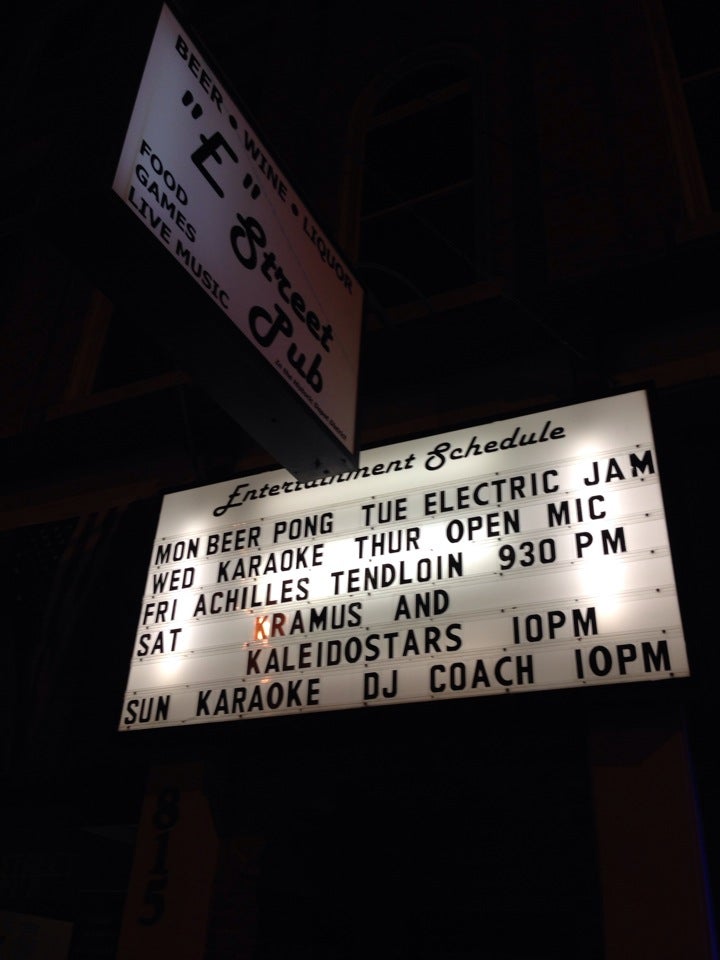 BEER • WINE • LIQUOR
"E" Street
Pub
FOOD
GAMES
LIVE MUSIC
Entertainment Schedule
MON BEER PONG TUE ELECTRIC JAM
WED KARAOKE THUR OPEN MIC
FRI ACHILLES TENDLOIN 930 PM
SAT KRAMUS AND
KALEIDOSTARS 10PM
SUN KARAOKE DJ COACH 10PM
815